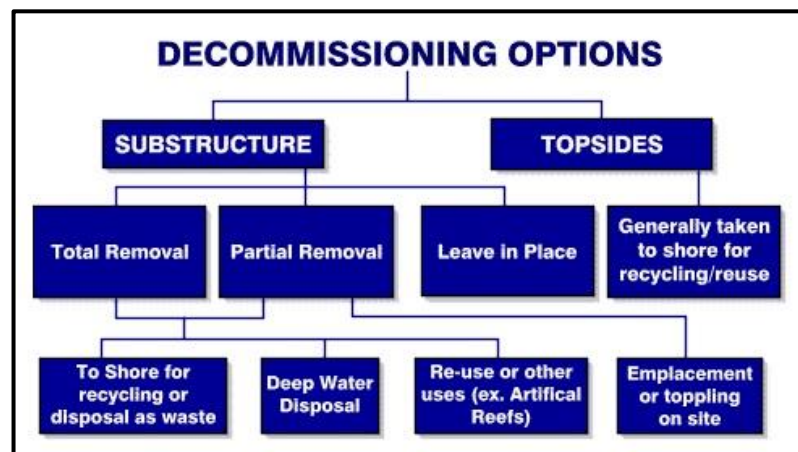 DECOMMISSIONING OPTIONS
SUBSTRUCTURE
TOPSIDES
Total Removal
Partial Removal
Leave in Place
Generally taken
to shore for
recycling/reuse
To Shore for
recycling or
disposal as waste
Deep Water
Disposal
Re-use or other
uses (ex. Artifical
Reefs)
Emplacement
or toppling
on site